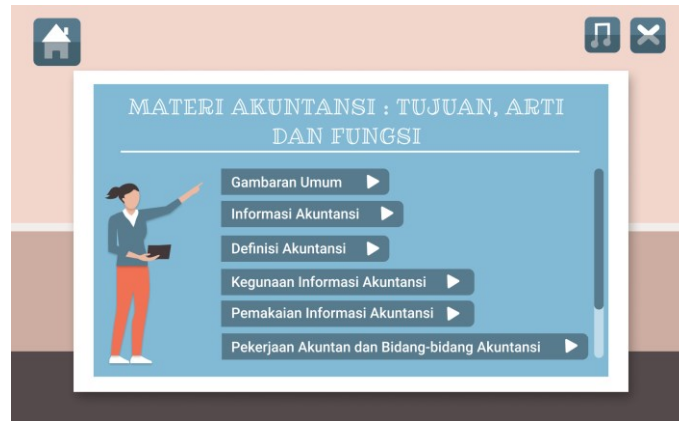 MATERI AKUNTANSI : TUJUAN, ARTI
DAN FUNGSI
Gambaran Umum
Informasi Akuntansi
Definisi Akuntansi
Kegunaan Informasi Akuntansi
Pemakaian Informasi Akuntansi
Pekerjaan Akuntan dan Bidang-bidang Akuntansi